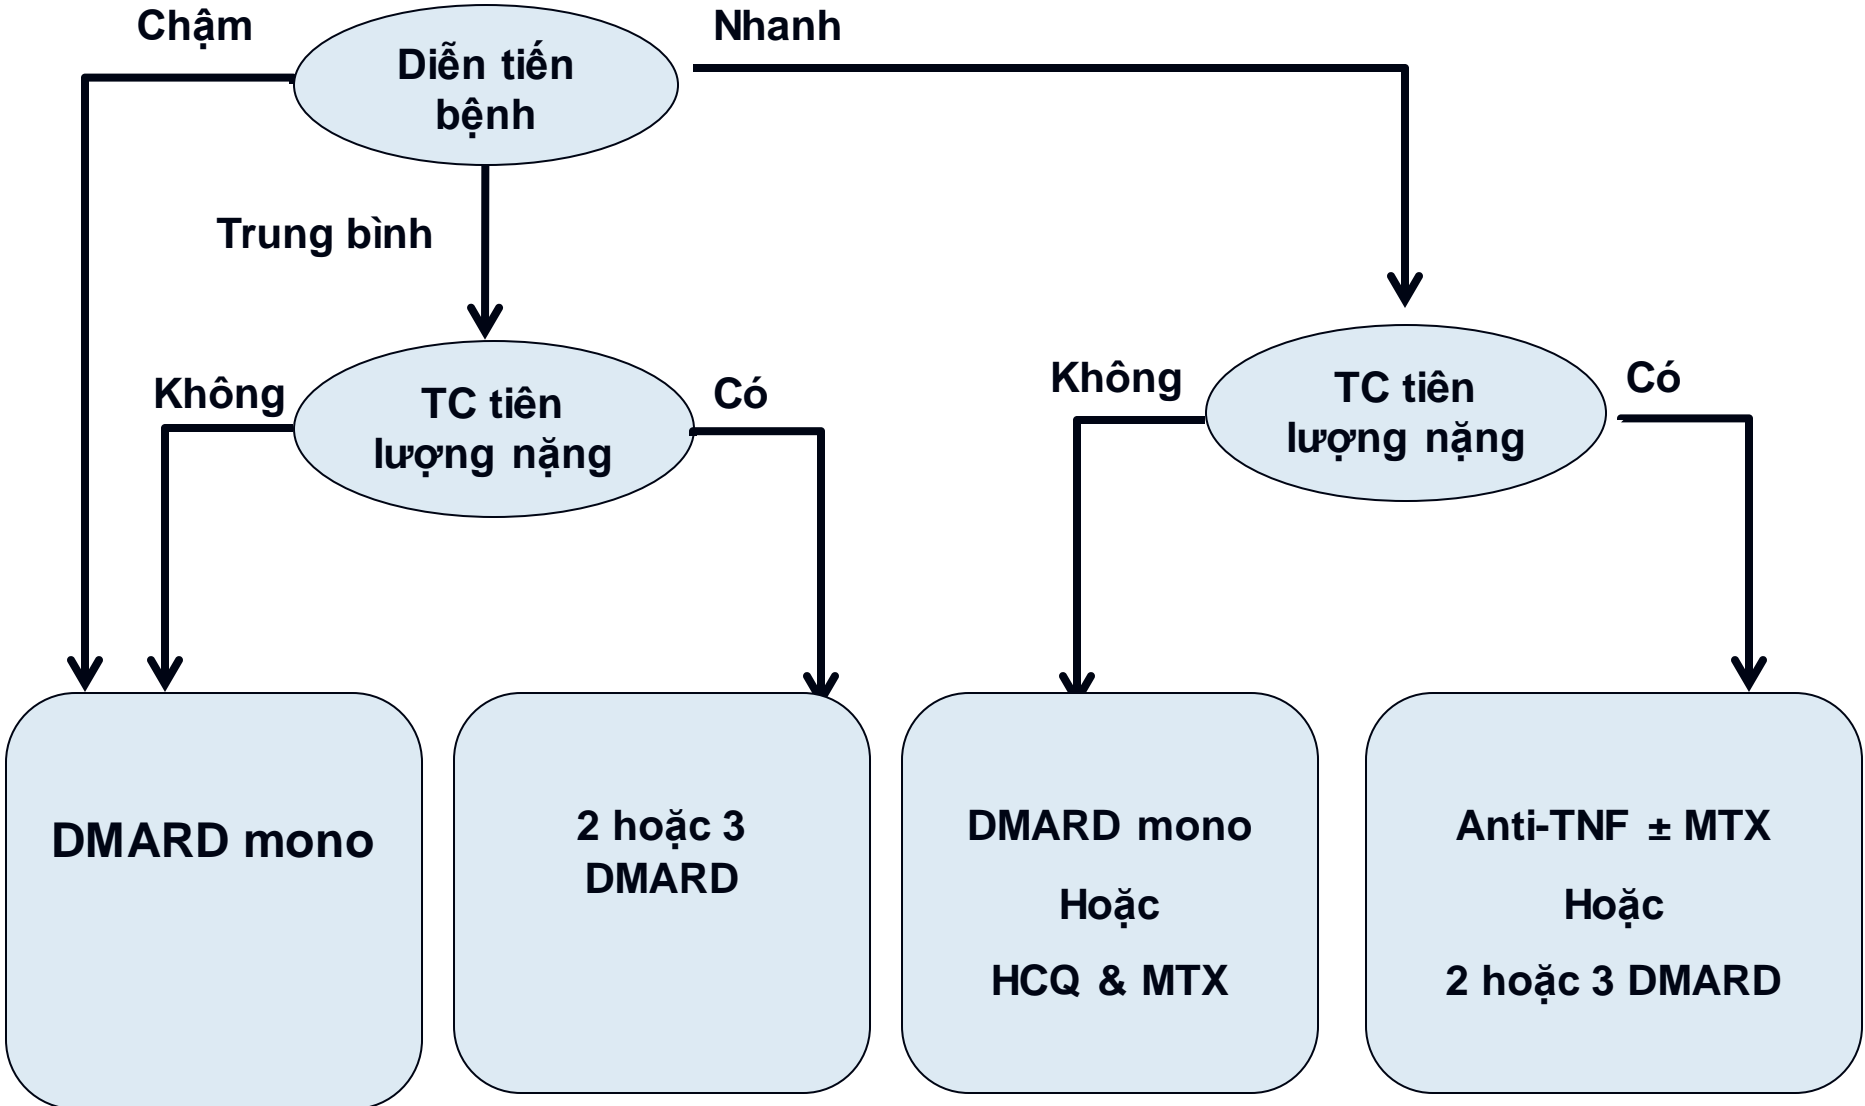 Chậm
Nhanh
Diễn tiến
bệnh
Trung bình
Không
TC tiên
lượng nặng
Có
Không
TC tiên
lượng nặng
Có
DMARD mono
2 hoặc 3
DMARD
DMARD mono
Hoặc
HCQ & MTX
Anti-TNF ± MTX
Hoặc
2 hoặc 3 DMARD